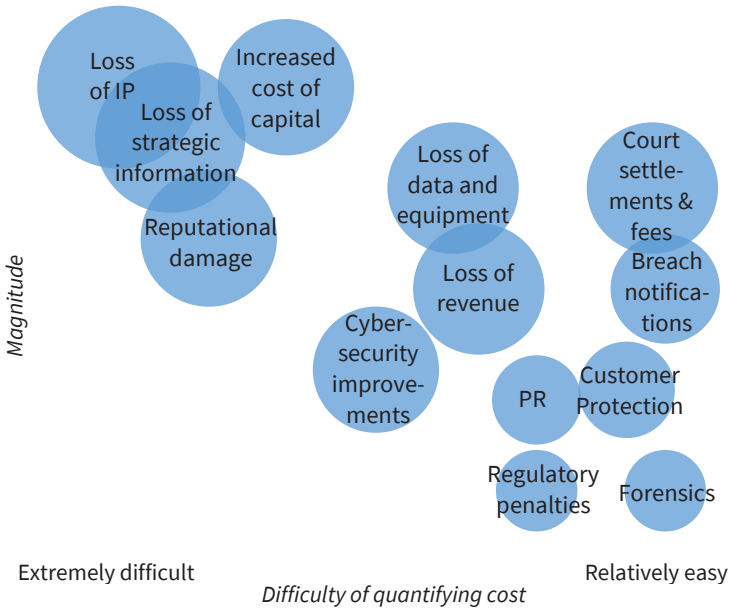 Loss
of IP
Increased
cost of
capital
Loss of
strategic
information
Reputational
damage
Loss of
data and
equipment
Court
settle-
ments &
fees
Loss of
revenue
Breach
notifica-
tions
Cyber-
security
improve-
ments
PR
Customer
Protection
Regulatory
penalties
Forensics
Magnitude
Extremely difficult
Relatively easy
Difficulty of quantifying cost